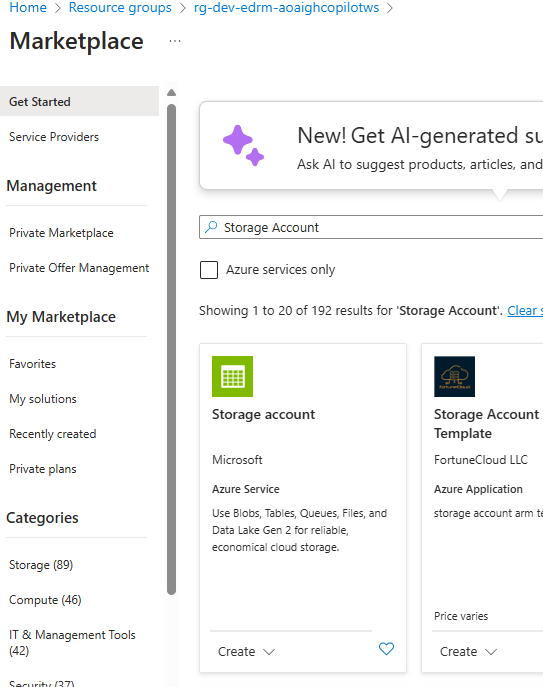 Home > Resource groups > rg-dev-edrm-aoaighcopilotws >
Marketplace ...
Get Started
Service Providers
Management
Private Marketplace
Private Offer Management
My Marketplace
Favorites
My solutions
Recently created
Private plans
Categories
Storage (89)
Compute (46)
IT & Management Tools
(42)
Security (37)
New! Get AI-generated su
Ask AI to suggest products, articles, and
Storage Account
Azure services only
Showing 1 to 20 of 192 results for 'Storage Account'. Clear s
Storage account
Microsoft
Azure Service
Use Blobs, Tables, Queues, Files, and
Data Lake Gen 2 for reliable,
economical cloud storage.
Create
FortuneCloud
Storage Account
Template
FortuneCloud LLC
Azure Application
storage account arm te
Price varies
Create